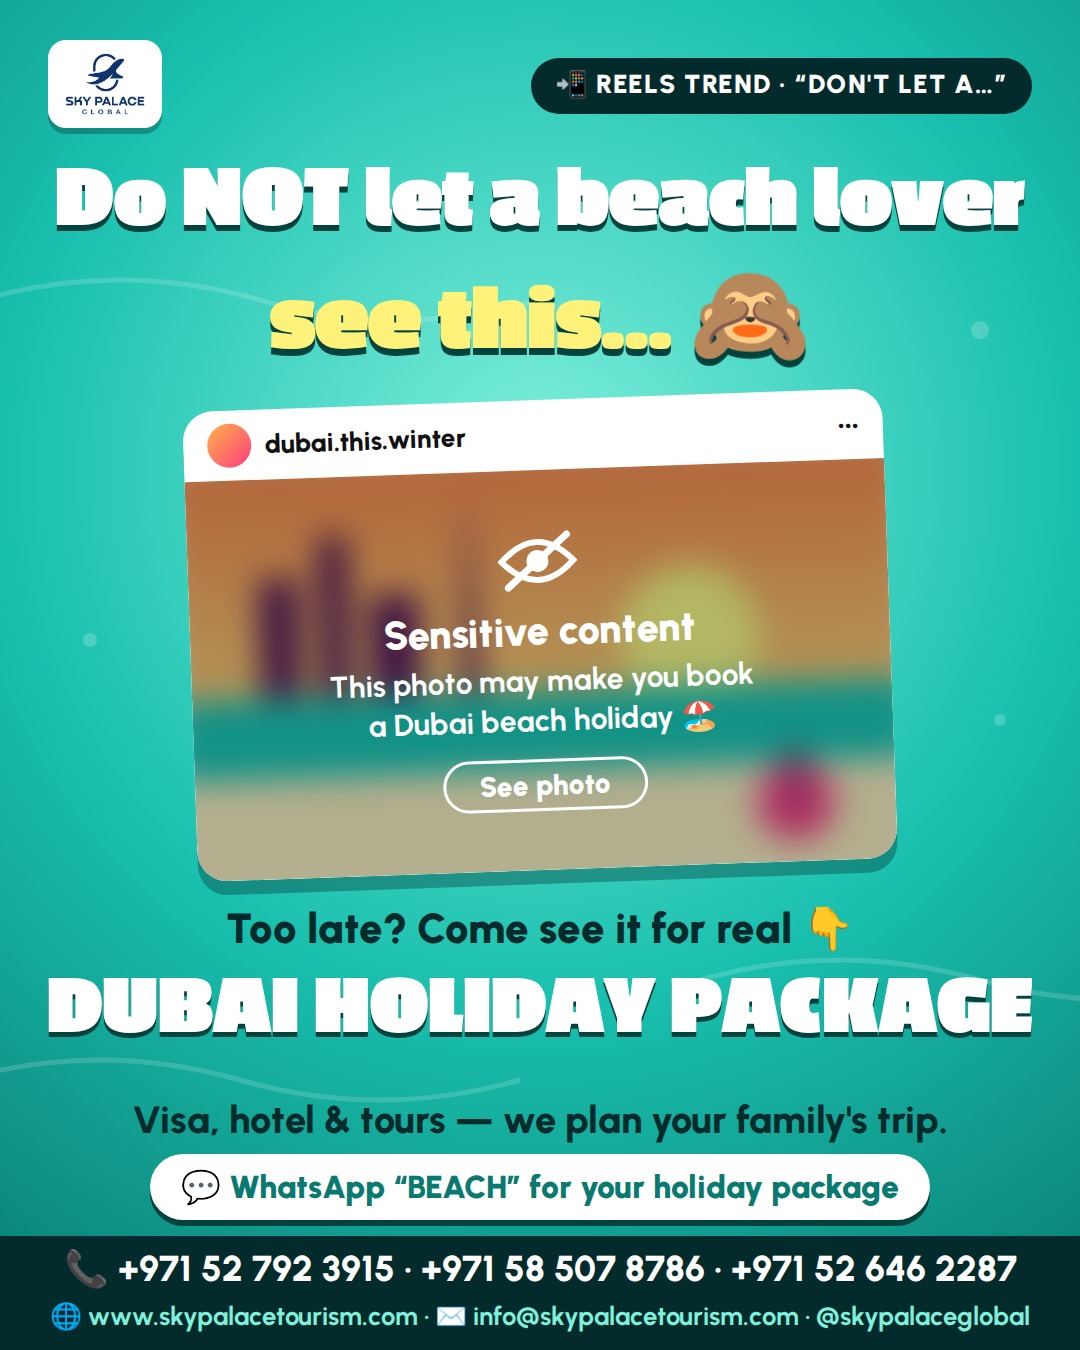 SKY PALACE
GLOBAL
📲 REELS TREND · “DON'T LET A…”
Do NOT let a beach lover
see this... 🙈
dubai.this.winter
...
Sensitive content
This photo may make you book
a Dubai beach holiday 🏖️
See photo
Too late? Come see it for real 👇
DUBAI HOLIDAY PACKAGE
Visa, hotel & tours — we plan your family's trip.
💬 WhatsApp “BEACH” for your holiday package
📞 +971 52 792 3915 · +971 58 507 8786 · +971 52 646 2287
🌐 www.skypalacetourism.com · ✉️ info@skypalacetourism.com · @skypalaceglobal